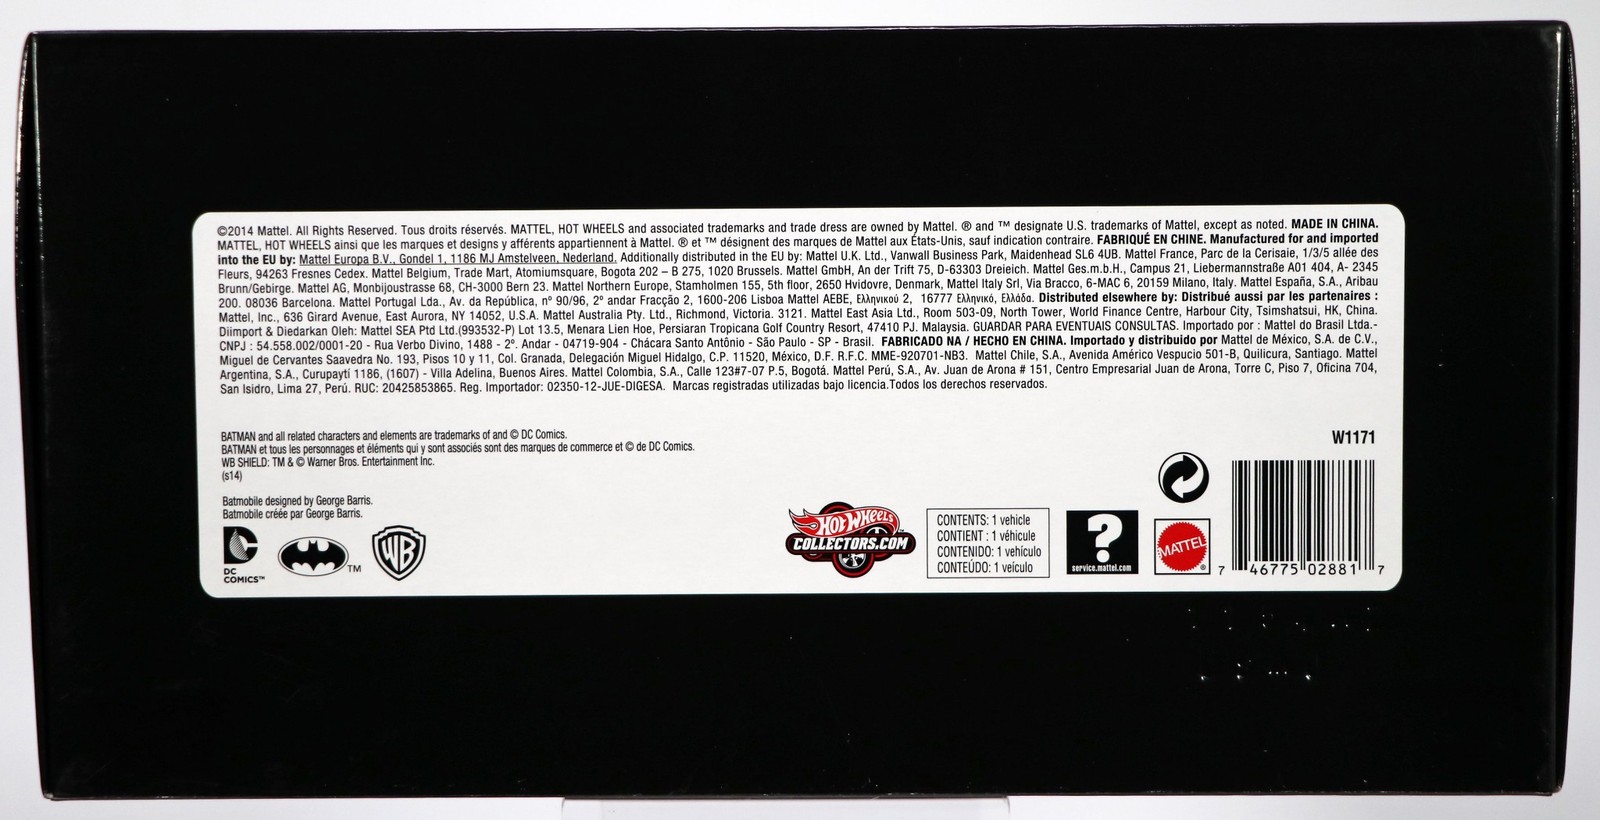 ©2014 Mattel. All Rights Reserved. Tous droits réservés. MATTEL, HOT WHEELS and associated trademarks and trade dress are owned by Mattel. ® and ™ designate U.S. trademarks of Mattel, except as noted. MADE IN CHINA.
MATTEL, HOT WHEELS ainsi que les marques et designs y afférents appartiennent à Mattel. ® et ™ désignent des marques de Mattel aux États-Unis, sauf indication contraire. FABRIQUÉ EN CHINE. Manufactured for and imported
into the EU by: Mattel Europa B.V., Gondel 1, 1186 MJ Amstelveen, Nederland. Additionally distributed in the EU by: Mattel U.K. Ltd., Vanwall Business Park, Maidenhead SL6 4UB. Mattel France, Parc de la Cerisaie, 1/3/5 allée des
Fleurs, 94263 Fresnes Cedex. Mattel Belgium, Trade Mart, Atomiumsquare, Bogota 202 – B 275, 1020 Brussels. Mattel GmbH, An der Trift 75, D-63303 Dreieich. Mattel Ges.m.b.H., Campus 21, Liebermannstraße A01 404, A- 2345
Brunn/Gebirge. Mattel AG, Monbijoustrasse 68, CH-3000 Bern 23. Mattel Northern Europe, Stamholmen 155, 5th floor, 2650 Hvidovre, Denmark, Mattel Italy Srl, Via Bracco, 6-MAC 6, 20159 Milano, Italy. Mattel España, S.A., Aribau
200. 08036 Barcelona. Mattel Portugal Lda., Av. da República, nº 90/96, 2º andar Fracção 2, 1600-206 Lisboa Mattel AEBE, Ελληνικού 2, 16777 Ελληνικό, Ελλάδα. Distributed elsewhere by: Distribué aussi par les partenaires :
Mattel, Inc., 636 Girard Avenue, East Aurora, NY 14052, U.S.A. Mattel Australia Pty. Ltd., Richmond, Victoria. 3121. Mattel East Asia Ltd., Room 503-09, North Tower, World Finance Centre, Harbour City, Tsimshatsui, HK, China.
Diimport & Diedarkan Oleh: Mattel SEA Ptd Ltd.(993532-P) Lot 13.5, Menara Lien Hoe, Persiaran Tropicana Golf Country Resort, 47410 PJ. Malaysia. GUARDAR PARA EVENTUAIS CONSULTAS. Importado por : Mattel do Brasil Ltda.-
CNPJ : 54.558.002/0001-20 - Rua Verbo Divino, 1488 - 2º. Andar - 04719-904 - Chácara Santo Antônio - São Paulo - SP - Brasil. FABRICADO NA / HECHO EN CHINA. Importado y distribuido por Mattel de México, S.A. de C.V.,
Miguel de Cervantes Saavedra No. 193, Pisos 10 y 11, Col. Granada, Delegación Miguel Hidalgo, C.P. 11520, México, D.F. R.F.C. MME-920701-NB3. Mattel Chile, S.A., Avenida Américo Vespucio 501-B, Quilicura, Santiago. Mattel
Argentina, S.A., Curupaytí 1186, (1607) - Villa Adelina, Buenos Aires. Mattel Colombia, S.A., Calle 123#7-07 P.5, Bogotá. Mattel Perú, S.A., Av. Juan de Arona # 151, Centro Empresarial Juan de Arona, Torre C, Piso 7, Oficina 704,
San Isidro, Lima 27, Perú. RUC: 20425853865. Reg. Importador: 02350-12-JUE-DIGESA. Marcas registradas utilizadas bajo licencia.Todos los derechos reservados.
BATMAN and all related characters and elements are trademarks of and © DC Comics.
BATMAN et tous les personnages et éléments qui y sont associés sont des marques de commerce et © de DC Comics.
WB SHIELD: TM & © Warner Bros. Entertainment Inc.
(s14)
Batmobile designed by George Barris.
Batmobile créée par George Barris.
DC
COMICS™
TM
WB
HOT WHEELS™
COLLECTORS.COM
CONTENTS: 1 vehicle
CONTIENT : 1 véhicule
CONTENIDO: 1 vehículo
CONTEÚDO: 1 veículo
?
service.mattel.com
MATTEL®
W1171
7 46775 02881 7